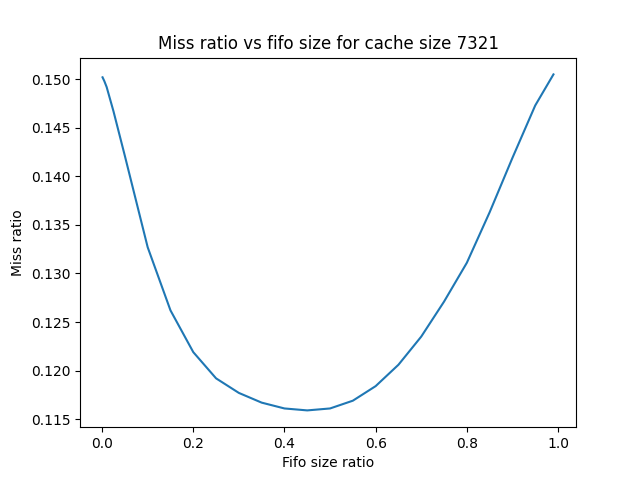 Miss ratio vs fifo size for cache size 7321
0.150
0.145
0.140
0.135
0.130
0.125
0.120
0.115
Miss ratio
0.0 0.2 0.4 0.6 0.8 1.0
Fifo size ratio